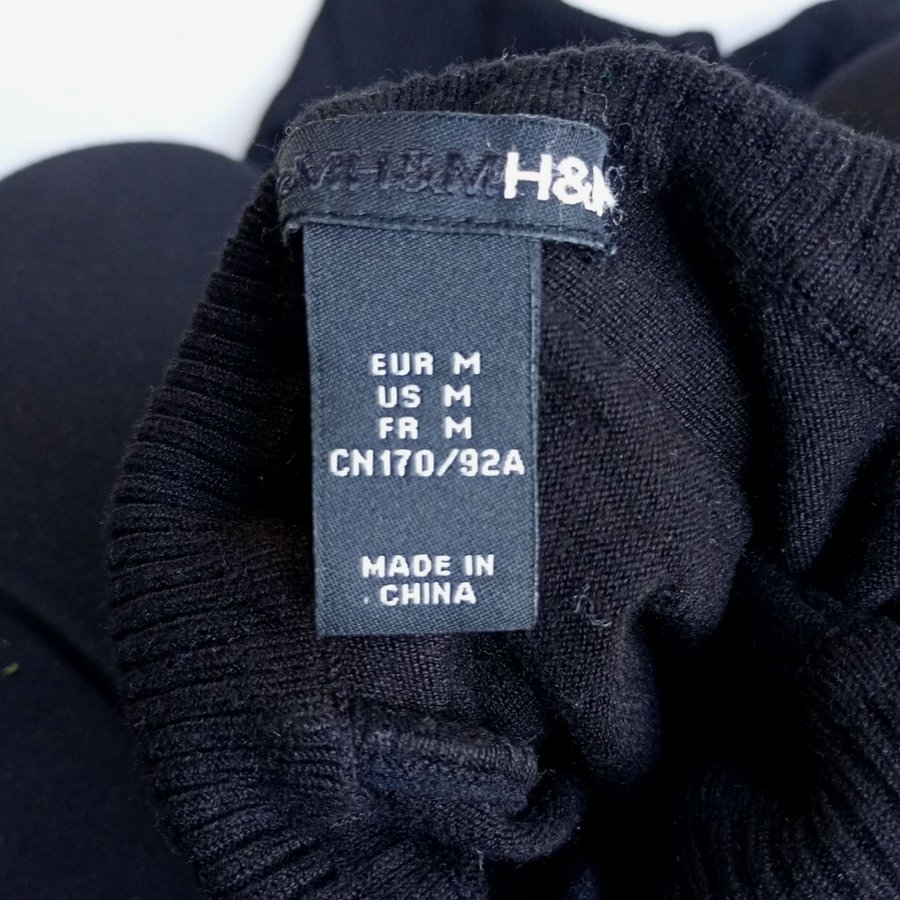 H&M H&M
EUR M
US M
FR M
CN170/92A
MADE IN
CHINA